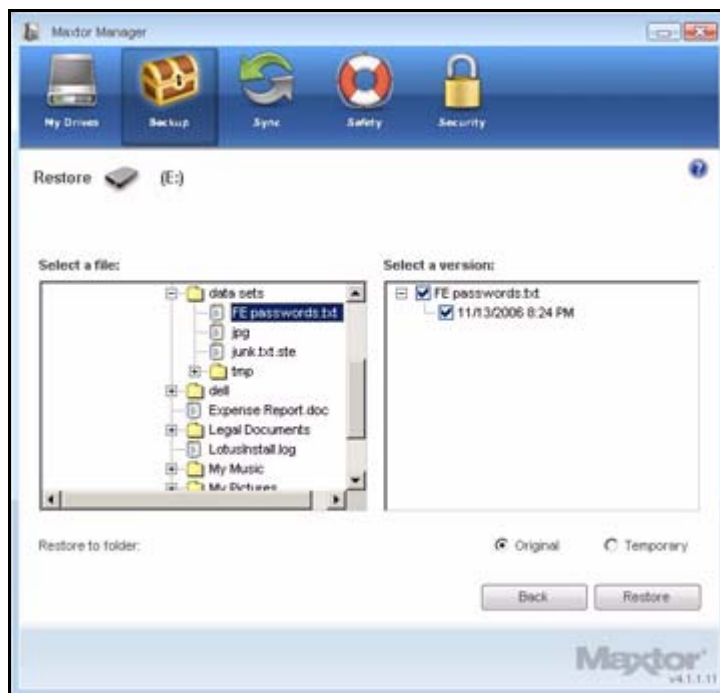 Maxtor Manager
My Drives Backup Sync Safety Security
Restore (E:)
Select a file:
data sets
FE passwords.txt
jpg
junk.txt.ste
tmp
dell
Expense Report.doc
Legal Documents
LotusInstall.log
My Music
My Pictures
Select a version:
FE passwords.txt
11/13/2006 8:24 PM
Restore to folder:
Original Temporary
Back Restore
Maxtor
v4.1.1.11